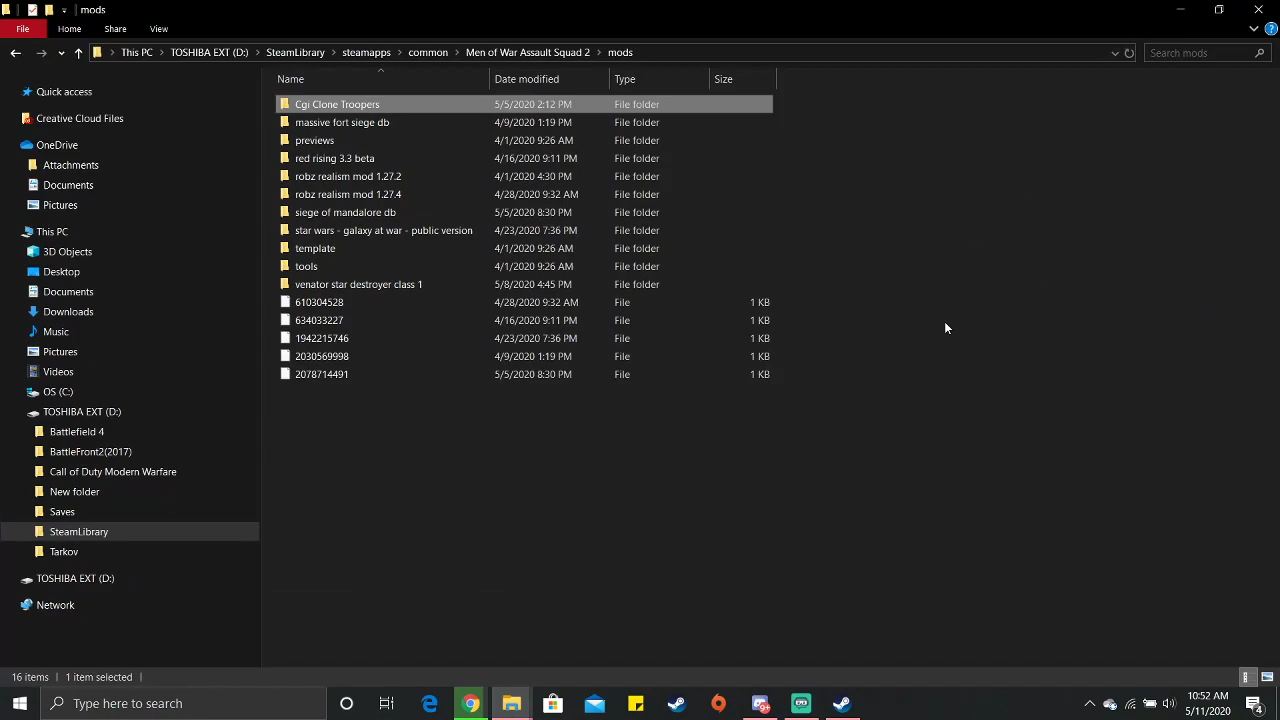 mods
File Home Share View
This PC TOSHIBA EXT (D:) SteamLibrary steamapps common Men of War Assault Squad 2 mods Search mods
Name Date modified Type Size
Quick access
Creative Cloud Files
OneDrive
Attachments
Documents
Pictures
This PC
3D Objects
Desktop
Documents
Downloads
Music
Pictures
Videos
OS (C:)
TOSHIBA EXT (D:)
Battlefield 4
BattleFront2(2017)
Call of Duty Modern Warfare
New folder
Saves
SteamLibrary
Tarkov
TOSHIBA EXT (D:)
Network
Cgi Clone Troopers 5/5/2020 2:12 PM File folder
massive fort siege db 4/9/2020 1:19 PM File folder
previews 4/1/2020 9:26 AM File folder
red rising 3.3 beta 4/16/2020 9:11 PM File folder
robz realism mod 1.27.2 4/1/2020 4:30 PM File folder
robz realism mod 1.27.4 4/28/2020 9:32 AM File folder
siege of mandalore db 5/5/2020 8:30 PM File folder
star wars - galaxy at war - public version 4/23/2020 7:36 PM File folder
template 4/1/2020 9:26 AM File folder
tools 4/1/2020 9:26 AM File folder
venator star destroyer class 1 5/8/2020 4:45 PM File folder
610304528 4/28/2020 9:32 AM File 1 KB
634033227 4/16/2020 9:11 PM File 1 KB
1942215746 4/23/2020 7:36 PM File 1 KB
2030569998 4/9/2020 1:19 PM File 1 KB
2078714491 5/5/2020 8:30 PM File 1 KB
16 items 1 item selected
Type here to search
10:52 AM
5/11/2020